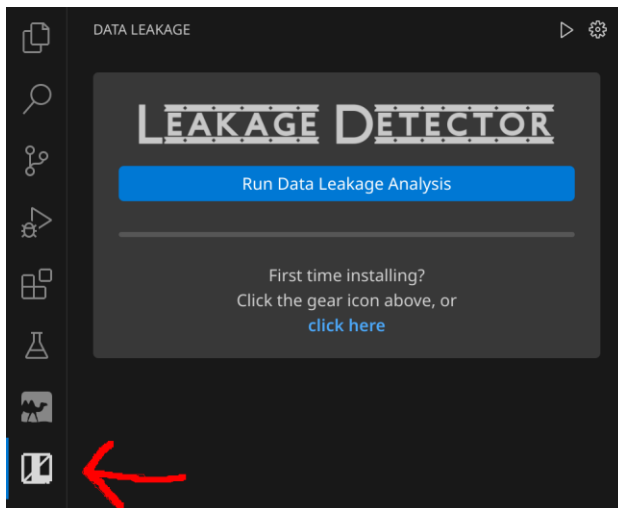 DATA LEAKAGE
LEAKAGE DETECTOR
Run Data Leakage Analysis
First time installing?
Click the gear icon above, or
click here